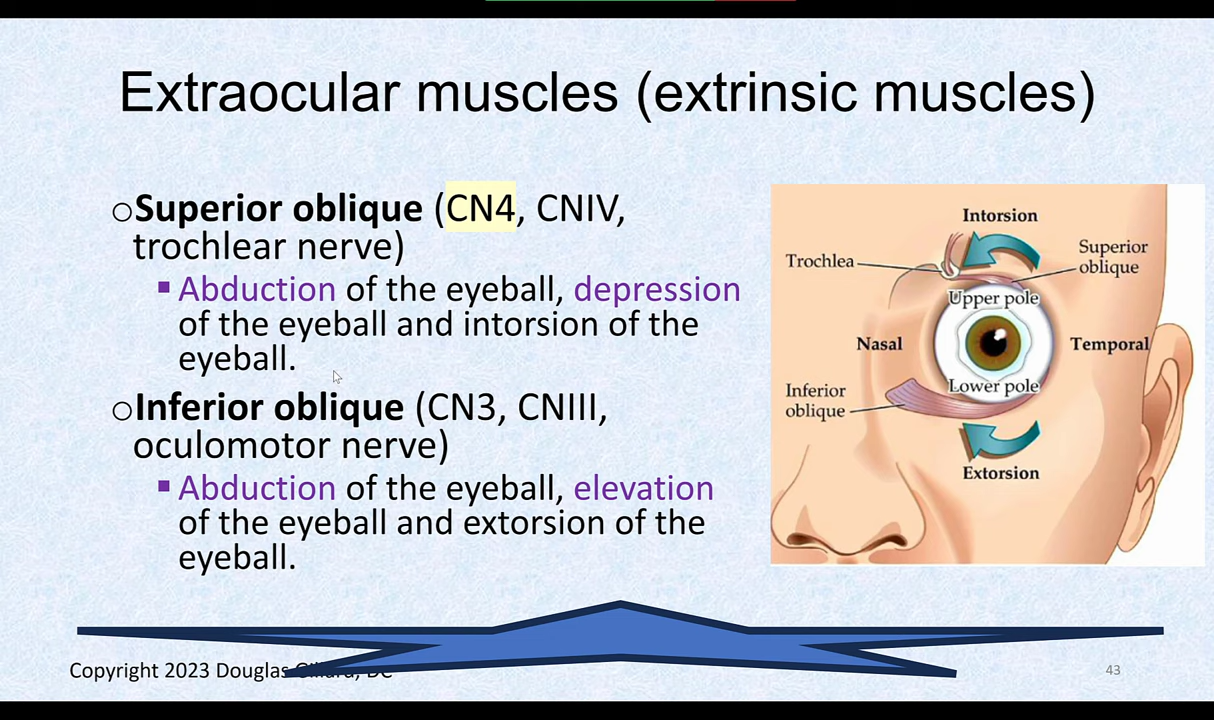 Extraocular muscles (extrinsic muscles)
○Superior oblique (CN4, CNIV,
trochlear nerve)
▪Abduction of the eyeball, depression
of the eyeball and intorsion of the
eyeball.
○Inferior oblique (CN3, CNIII,
oculomotor nerve)
▪Abduction of the eyeball, elevation
of the eyeball and extorsion of the
eyeball.
Intorsion
Trochlea
Superior
oblique
Upper pole
Nasal
Temporal
Lower pole
Inferior
oblique
Extorsion
Copyright 2023 Douglas Gillard, DC
43